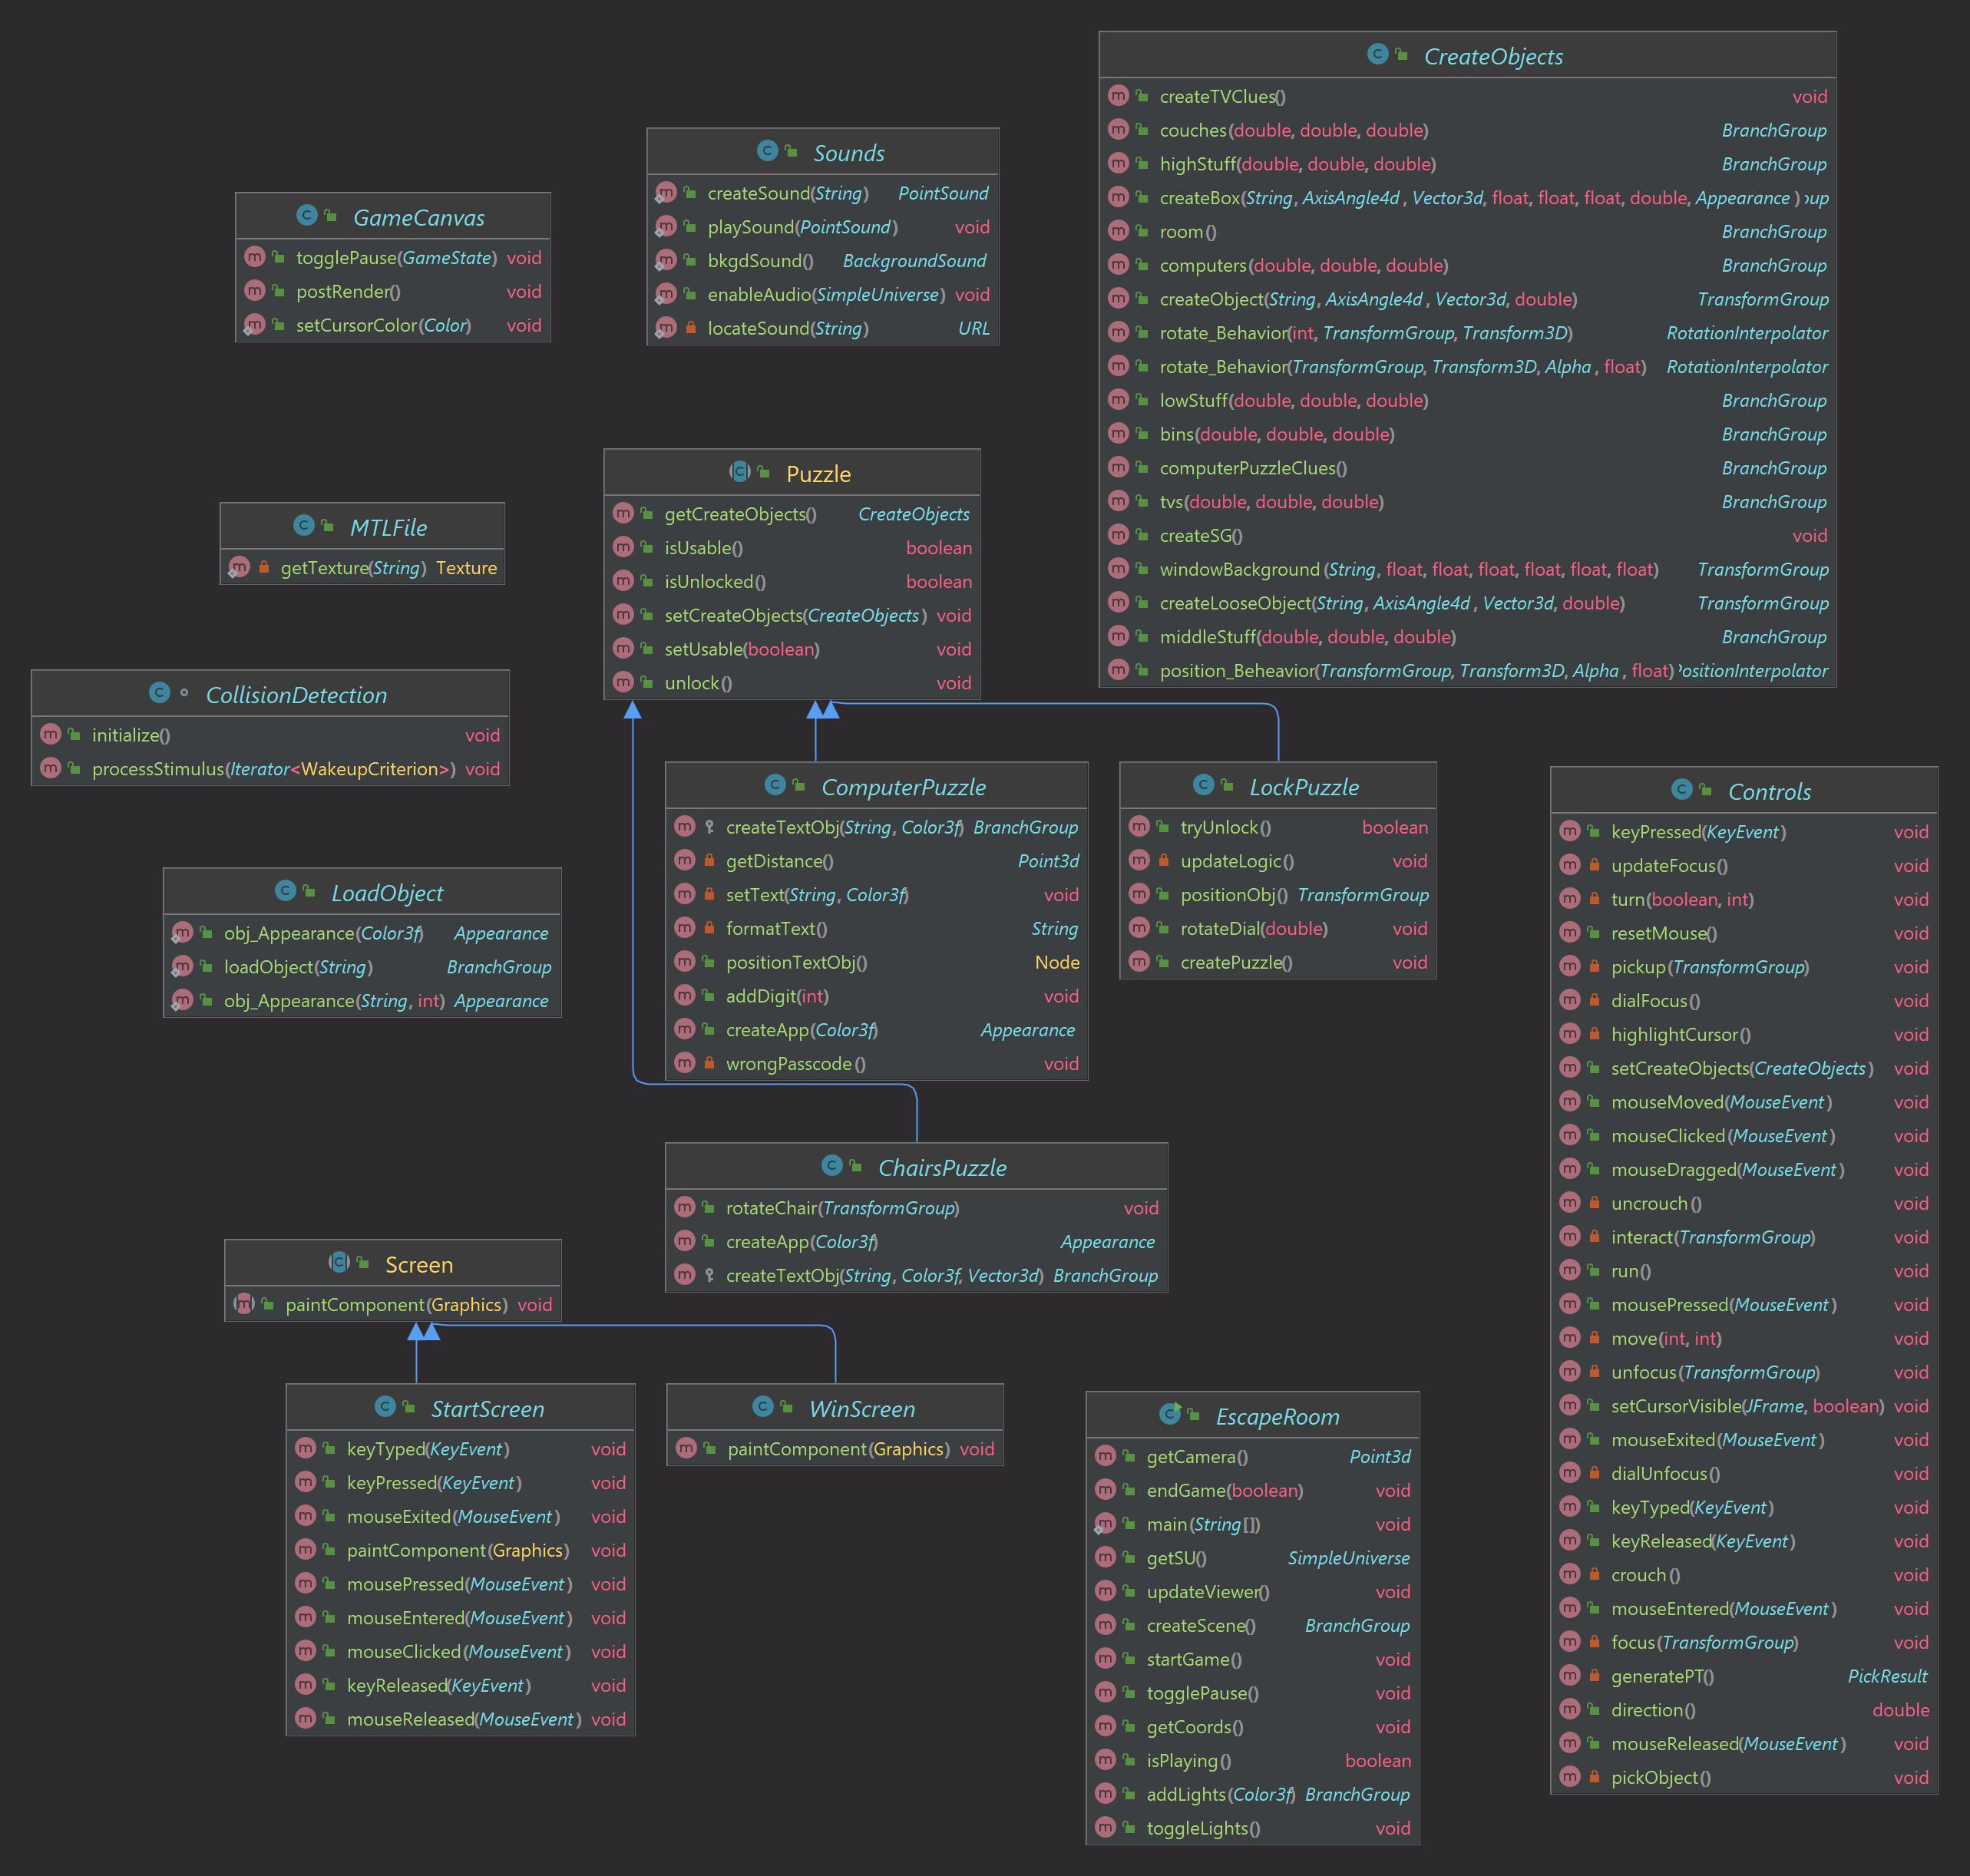 GameCanvas
togglePause(GameState) void
postRender() void
setCursorColor(Color) void
Sounds
createSound(String) PointSound
playSound(PointSound) void
bkgdSound() BackgroundSound
enableAudio(SimpleUniverse) void
locateSound(String) URL
CreateObjects
createTVClues() void
couches(double, double, double) BranchGroup
highStuff(double, double, double) BranchGroup
createBox(String, AxisAngle4d, Vector3d, float, float, float, double, Appearance)
room() BranchGroup
computers(double, double, double) BranchGroup
createObject(String, AxisAngle4d, Vector3d, double) TransformGroup
rotate_Behavior(int, TransformGroup, Transform3D) RotationInterpolator
rotate_Behavior(TransformGroup, Transform3D, Alpha, float) RotationInterpolator
lowStuff(double, double, double) BranchGroup
bins(double, double, double) BranchGroup
computerPuzzleClues() BranchGroup
tvs(double, double, double) BranchGroup
createSG() void
windowBackground(String, float, float, float, float, float, float) TransformGroup
createLooseObject(String, AxisAngle4d, Vector3d, double) TransformGroup
middleStuff(double, double, double) BranchGroup
position_Beheavior(TransformGroup, Transform3D, Alpha, float) ositionInterpolator
MTLFile
getTexture(String) Texture
Puzzle
getCreateObjects() CreateObjects
isUsable() boolean
isUnlocked() boolean
setCreateObjects(CreateObjects) void
setUsable(boolean) void
unlock() void
CollisionDetection
initialize() void
processStimulus(Iterator<WakeupCriterion>) void
LoadObject
obj_Appearance(Color3f) Appearance
loadObject(String) BranchGroup
obj_Appearance(String, int) Appearance
ComputerPuzzle
createTextObj(String, Color3f) BranchGroup
getDistance() Point3d
setText(String, Color3f) void
formatText() String
positionTextObj() Node
addDigit(int) void
createApp(Color3f) Appearance
wrongPasscode() void
LockPuzzle
tryUnlock() boolean
updateLogic() void
positionObj() TransformGroup
rotateDial(double) void
createPuzzle() void
Controls
keyPressed(KeyEvent) void
updateFocus() void
turn(boolean, int) void
resetMouse() void
pickup(TransformGroup) void
dialFocus() void
highlightCursor() void
setCreateObjects(CreateObjects) void
mouseMoved(MouseEvent) void
mouseClicked(MouseEvent) void
mouseDragged(MouseEvent) void
uncrouch() void
interact(TransformGroup) void
run() void
mousePressed(MouseEvent) void
move(int, int) void
unfocus(TransformGroup) void
setCursorVisible(JFrame, boolean) void
mouseExited(MouseEvent) void
dialUnfocus() void
keyTyped(KeyEvent) void
keyReleased(KeyEvent) void
crouch() void
mouseEntered(MouseEvent) void
focus(TransformGroup) void
generatePT() PickResult
direction() double
mouseReleased(MouseEvent) void
pickObject() void
ChairsPuzzle
rotateChair(TransformGroup) void
createApp(Color3f) Appearance
createTextObj(String, Color3f, Vector3d) BranchGroup
Screen
paintComponent(Graphics) void
StartScreen
keyTyped(KeyEvent) void
keyPressed(KeyEvent) void
mouseExited(MouseEvent) void
paintComponent(Graphics) void
mousePressed(MouseEvent) void
mouseEntered(MouseEvent) void
mouseClicked(MouseEvent) void
keyReleased(KeyEvent) void
mouseReleased(MouseEvent) void
WinScreen
paintComponent(Graphics) void
EscapeRoom
getCamera() Point3d
endGame(boolean) void
main(String[]) void
getSU() SimpleUniverse
updateViewer() void
createScene() BranchGroup
startGame() void
togglePause() void
getCoords() void
isPlaying() boolean
addLights(Color3f) BranchGroup
toggleLights() void